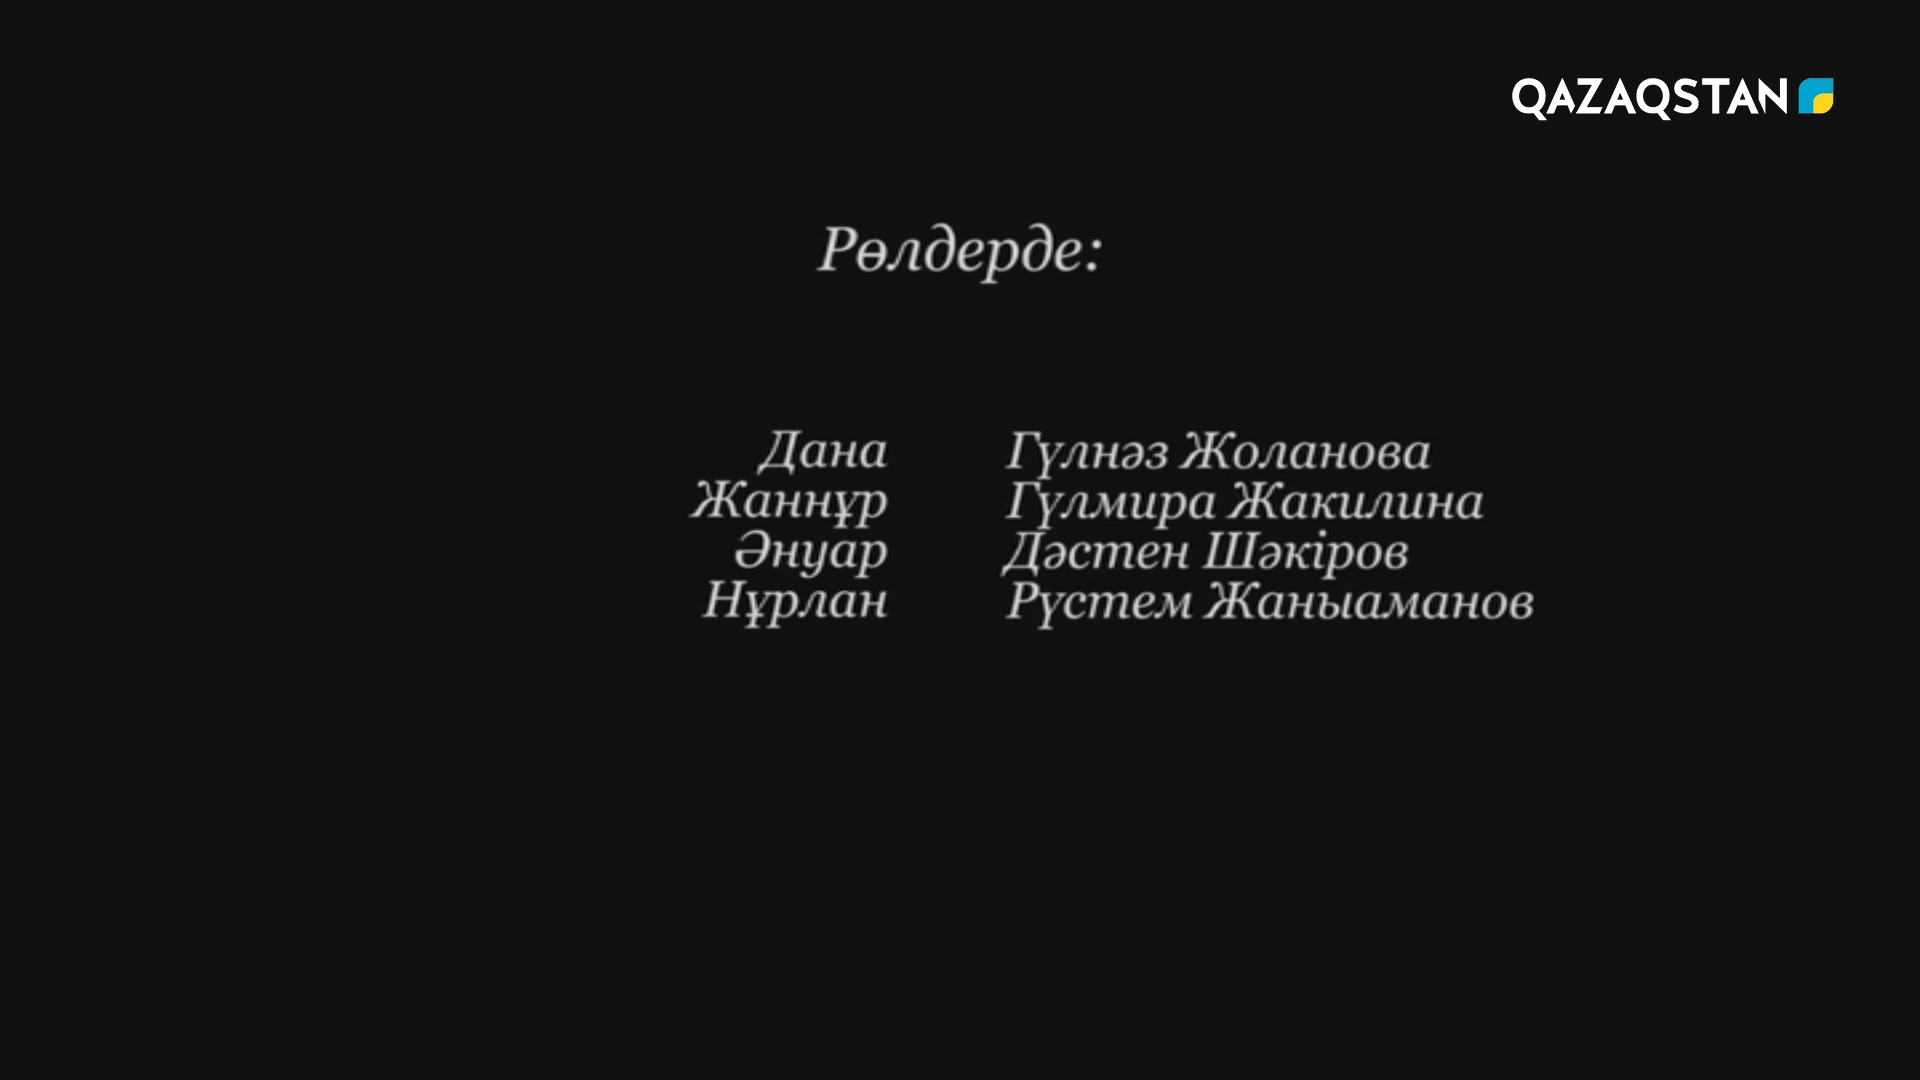 QAZAQSTAN
Рөлдерде:
Дана Гүлнәз Жоланова
Жаннұр Гүлмира Жакилина
Әнуар Дәстен Шәкіров
Нұрлан Рүстем Жаныаманов